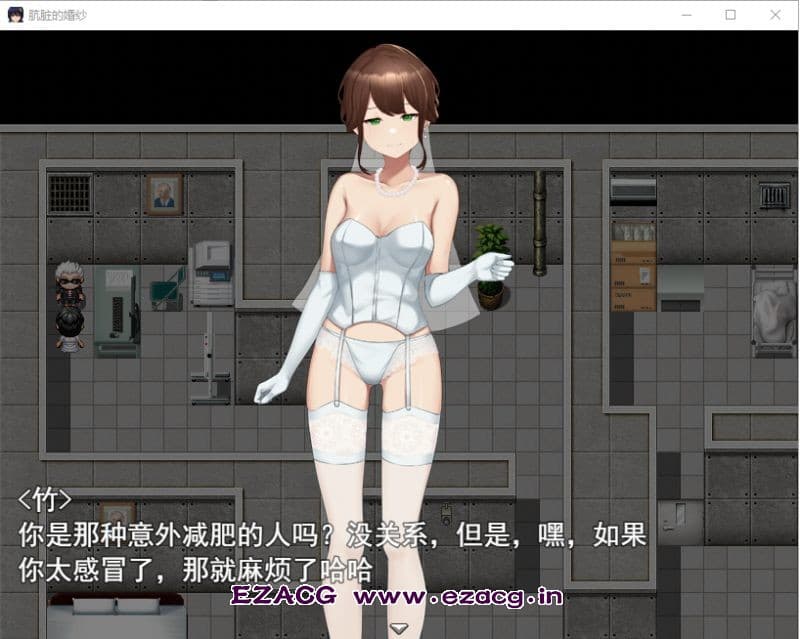 肮脏的婚纱
<竹>
你是那种意外减肥的人吗？没关系，但是，嘿，如果
你太感冒了，那就麻烦了哈哈
EZACG www.ezacg.in